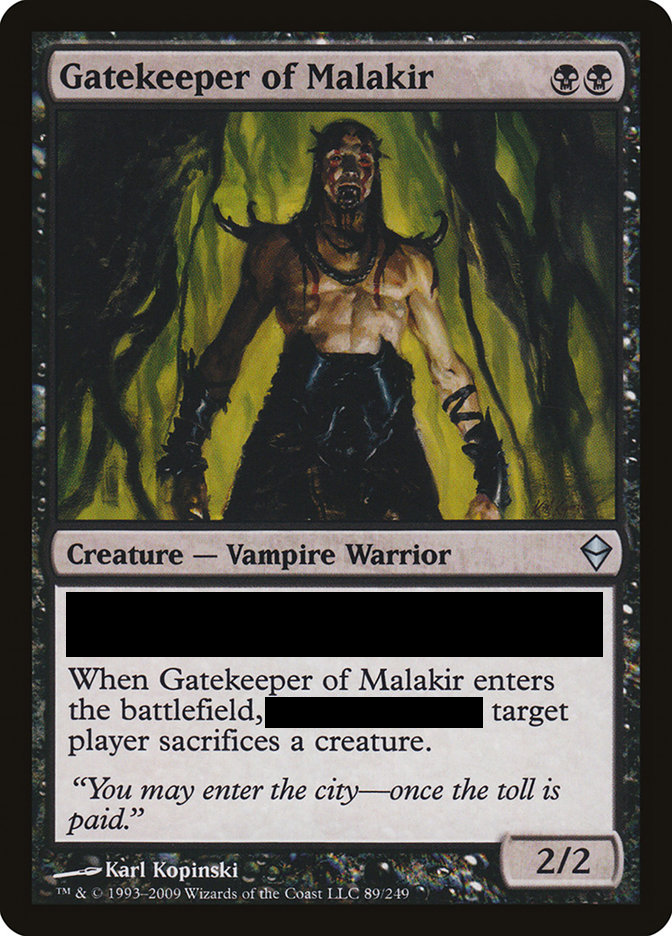 Gatekeeper of Malakir
Creature — Vampire Warrior
When Gatekeeper of Malakir enters
the battlefield, target
player sacrifices a creature.
“You may enter the city—once the toll is
paid.”
2/2
Karl Kopinski
™ & © 1993–2009 Wizards of the Coast LLC 89/249